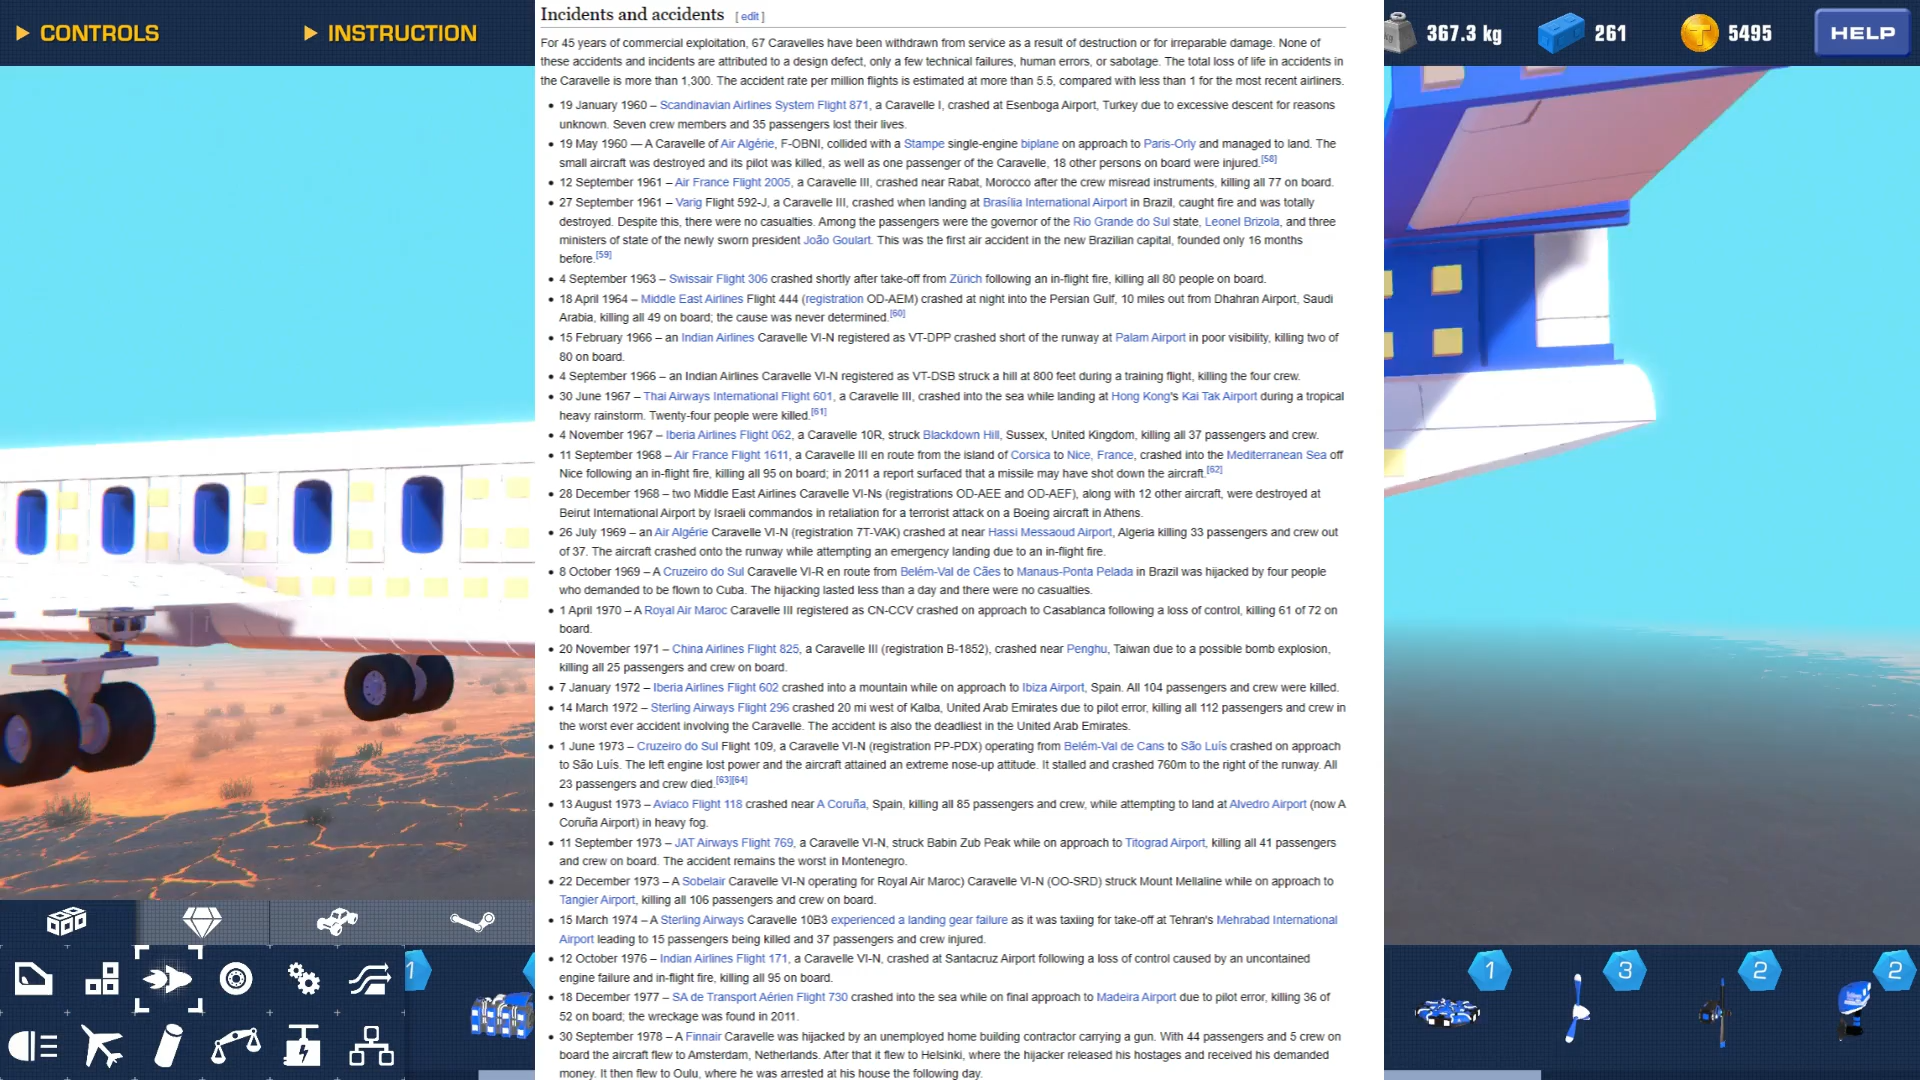 CONTROLS
INSTRUCTION
Incidents and accidents [ edit ]
For 45 years of commercial exploitation, 67 Caravelles have been withdrawn from service as a result of destruction or for irreparable damage. None of
these accidents and incidents are attributed to a design defect, only a few technical failures, human errors, or sabotage. The total loss of life in accidents in
the Caravelle is more than 1,300. The accident rate per million flights is estimated at more than 5.5, compared with less than 1 for the most recent airliners.
• 19 January 1960 – Scandinavian Airlines System Flight 871, a Caravelle I, crashed at Esenboga Airport, Turkey due to excessive descent for reasons
unknown. Seven crew members and 35 passengers lost their lives.
• 19 May 1960 — A Caravelle of Air Algérie, F-OBNI, collided with a Stampe single-engine biplane on approach to Paris-Orly and managed to land. The
small aircraft was destroyed and its pilot was killed, as well as one passenger of the Caravelle, 18 other persons on board were injured.[58]
• 12 September 1961 – Air France Flight 2005, a Caravelle III, crashed near Rabat, Morocco after the crew misread instruments, killing all 77 on board.
• 27 September 1961 – Varig Flight 592-J, a Caravelle III, crashed when landing at Brasília International Airport in Brazil, caught fire and was totally
destroyed. Despite this, there were no casualties. Among the passengers were the governor of the Rio Grande do Sul state, Leonel Brizola, and three
ministers of state of the newly sworn president João Goulart. This was the first air accident in the new Brazilian capital, founded only 16 months
before.[59]
• 4 September 1963 – Swissair Flight 306 crashed shortly after take-off from Zürich following an in-flight fire, killing all 80 people on board.
• 18 April 1964 – Middle East Airlines Flight 444 (registration OD-AEM) crashed at night into the Persian Gulf, 10 miles out from Dhahran Airport, Saudi
Arabia, killing all 49 on board; the cause was never determined.[60]
• 15 February 1966 – an Indian Airlines Caravelle VI-N registered as VT-DPP crashed short of the runway at Palam Airport in poor visibility, killing two of
80 on board.
• 4 September 1966 – an Indian Airlines Caravelle VI-N registered as VT-DSB struck a hill at 800 feet during a training flight, killing the four crew.
• 30 June 1967 – Thai Airways International Flight 601, a Caravelle III, crashed into the sea while landing at Hong Kong's Kai Tak Airport during a tropical
heavy rainstorm. Twenty-four people were killed.[61]
• 4 November 1967 – Iberia Airlines Flight 062, a Caravelle 10R, struck Blackdown Hill, Sussex, United Kingdom, killing all 37 passengers and crew.
• 11 September 1968 – Air France Flight 1611, a Caravelle III en route from the island of Corsica to Nice, France, crashed into the Mediterranean Sea off
Nice following an in-flight fire, killing all 95 on board; in 2011 a report surfaced that a missile may have shot down the aircraft.[62]
• 28 December 1968 – two Middle East Airlines Caravelle VI-Ns (registrations OD-AEE and OD-AEF), along with 12 other aircraft, were destroyed at
Beirut International Airport by Israeli commandos in retaliation for a terrorist attack on a Boeing aircraft in Athens.
• 26 July 1969 – an Air Algérie Caravelle VI-N (registration 7T-VAK) crashed at near Hassi Messaoud Airport, Algeria killing 33 passengers and crew out
of 37. The aircraft crashed onto the runway while attempting an emergency landing due to an in-flight fire.
• 8 October 1969 – A Cruzeiro do Sul Caravelle VI-R en route from Belém-Val de Cães to Manaus-Ponta Pelada in Brazil was hijacked by four people
who demanded to be flown to Cuba. The hijacking lasted less than a day and there were no casualties.
• 1 April 1970 – A Royal Air Maroc Caravelle III registered as CN-CCV crashed on approach to Casablanca following a loss of control, killing 61 of 72 on
board.
• 20 November 1971 – China Airlines Flight 825, a Caravelle III (registration B-1852), crashed near Penghu, Taiwan due to a possible bomb explosion,
killing all 25 passengers and crew on board.
• 7 January 1972 – Iberia Airlines Flight 602 crashed into a mountain while on approach to Ibiza Airport, Spain. All 104 passengers and crew were killed.
• 14 March 1972 – Sterling Airways Flight 296 crashed 20 mi west of Kalba, United Arab Emirates due to pilot error, killing all 112 passengers and crew in
the worst ever accident involving the Caravelle. The accident is also the deadliest in the United Arab Emirates.
• 1 June 1973 – Cruzeiro do Sul Flight 109, a Caravelle VI-N (registration PP-PDX) operating from Belém-Val de Cans to São Luís crashed on approach
to São Luís. The left engine lost power and the aircraft attained an extreme nose-up attitude. It stalled and crashed 760m to the right of the runway. All
23 passengers and crew died.[63][64]
• 13 August 1973 – Aviaco Flight 118 crashed near A Coruña, Spain, killing all 85 passengers and crew, while attempting to land at Alvedro Airport (now A
Coruña Airport) in heavy fog.
• 11 September 1973 – JAT Airways Flight 769, a Caravelle VI-N, struck Babin Zub Peak while on approach to Titograd Airport, killing all 41 passengers
and crew on board. The accident remains the worst in Montenegro.
• 22 December 1973 – A Sobelair Caravelle VI-N operating for Royal Air Maroc) Caravelle VI-N (OO-SRD) struck Mount Mellaline while on approach to
Tangier Airport, killing all 106 passengers and crew on board.
• 15 March 1974 – A Sterling Airways Caravelle 10B3 experienced a landing gear failure as it was taxiing for take-off at Tehran's Mehrabad International
Airport leading to 15 passengers being killed and 37 passengers and crew injured.
• 12 October 1976 – Indian Airlines Flight 171, a Caravelle VI-N, crashed at Santacruz Airport following a loss of control caused by an uncontained
engine failure and in-flight fire, killing all 95 on board.
• 18 December 1977 – SA de Transport Aérien Flight 730 crashed into the sea while on final approach to Madeira Airport due to pilot error, killing 36 of
52 on board; the wreckage was found in 2011.
• 30 September 1978 – A Finnair Caravelle was hijacked by an unemployed home building contractor carrying a gun. With 44 passengers and 5 crew on
board the aircraft flew to Amsterdam, Netherlands. After that it flew to Helsinki, where the hijacker released his hostages and received his demanded
money. It then flew to Oulu, where he was arrested at his house the following day.
367.3 kg
261
5495
HELP
1
1
3
2
2